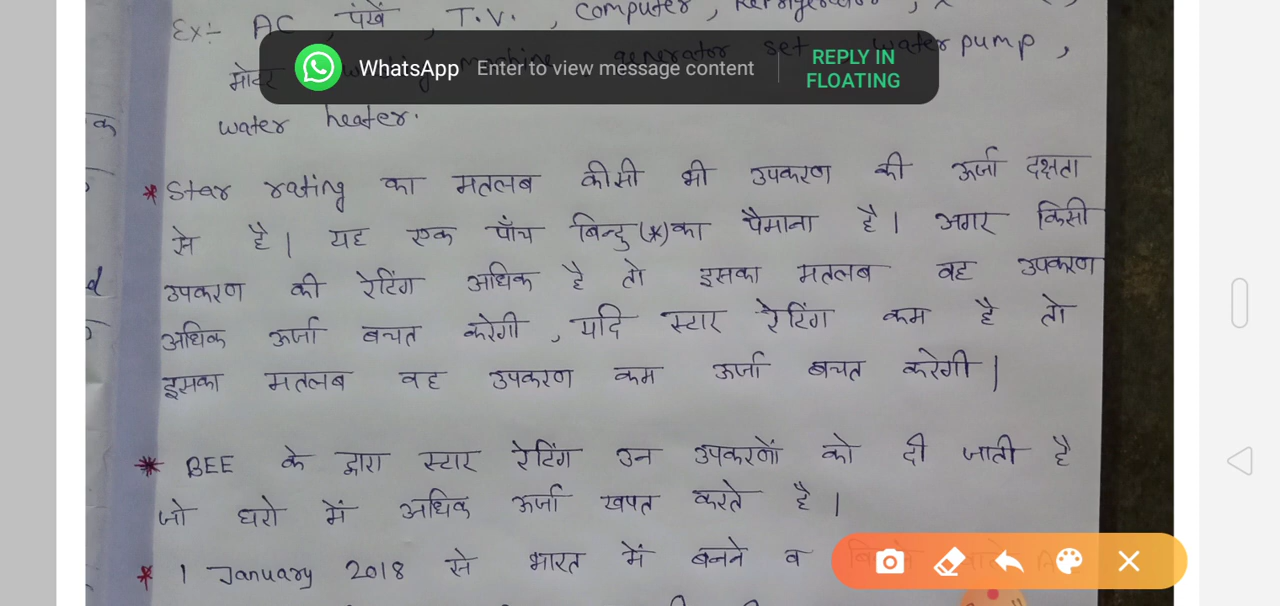 Ex:- AC, पंखें, T.V., computer, Refrigerator,
WhatsApp Enter to view message content REPLY IN FLOATING
मोटर machine generator set water pump,
water heater.
* Star rating का मतलब कीसी भी उपकरण की ऊर्जा दक्षता
से है। यह एक पाँच बिन्दु (*) का पैमाना है। अगर किसी
उपकरण की रेटिंग अधिक है तो इसका मतलब वह उपकरण
अधिक ऊर्जा बचत करेगी, यदि स्टार रेटिंग कम है तो
इसका मतलब वह उपकरण कम ऊर्जा बचत करेगी।
* BEE के द्वारा स्टार रेटिंग उन उपकरणों को दी जाती है
जो घरो में अधिक ऊर्जा खपत करते है।
* 1 January 2018 से भारत में बनने व